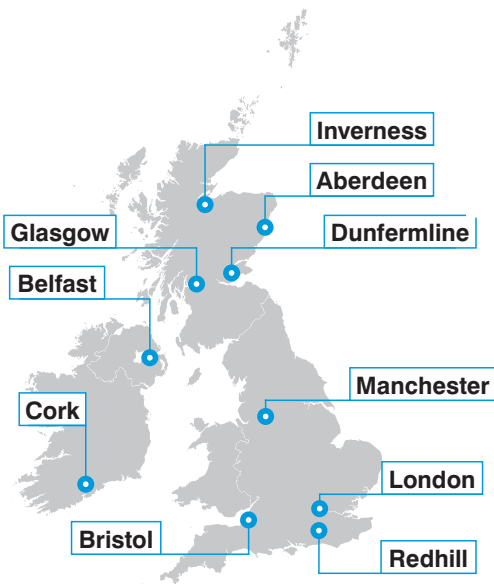 Inverness
Aberdeen
Glasgow
Dunfermline
Belfast
Manchester
Cork
London
Bristol
Redhill